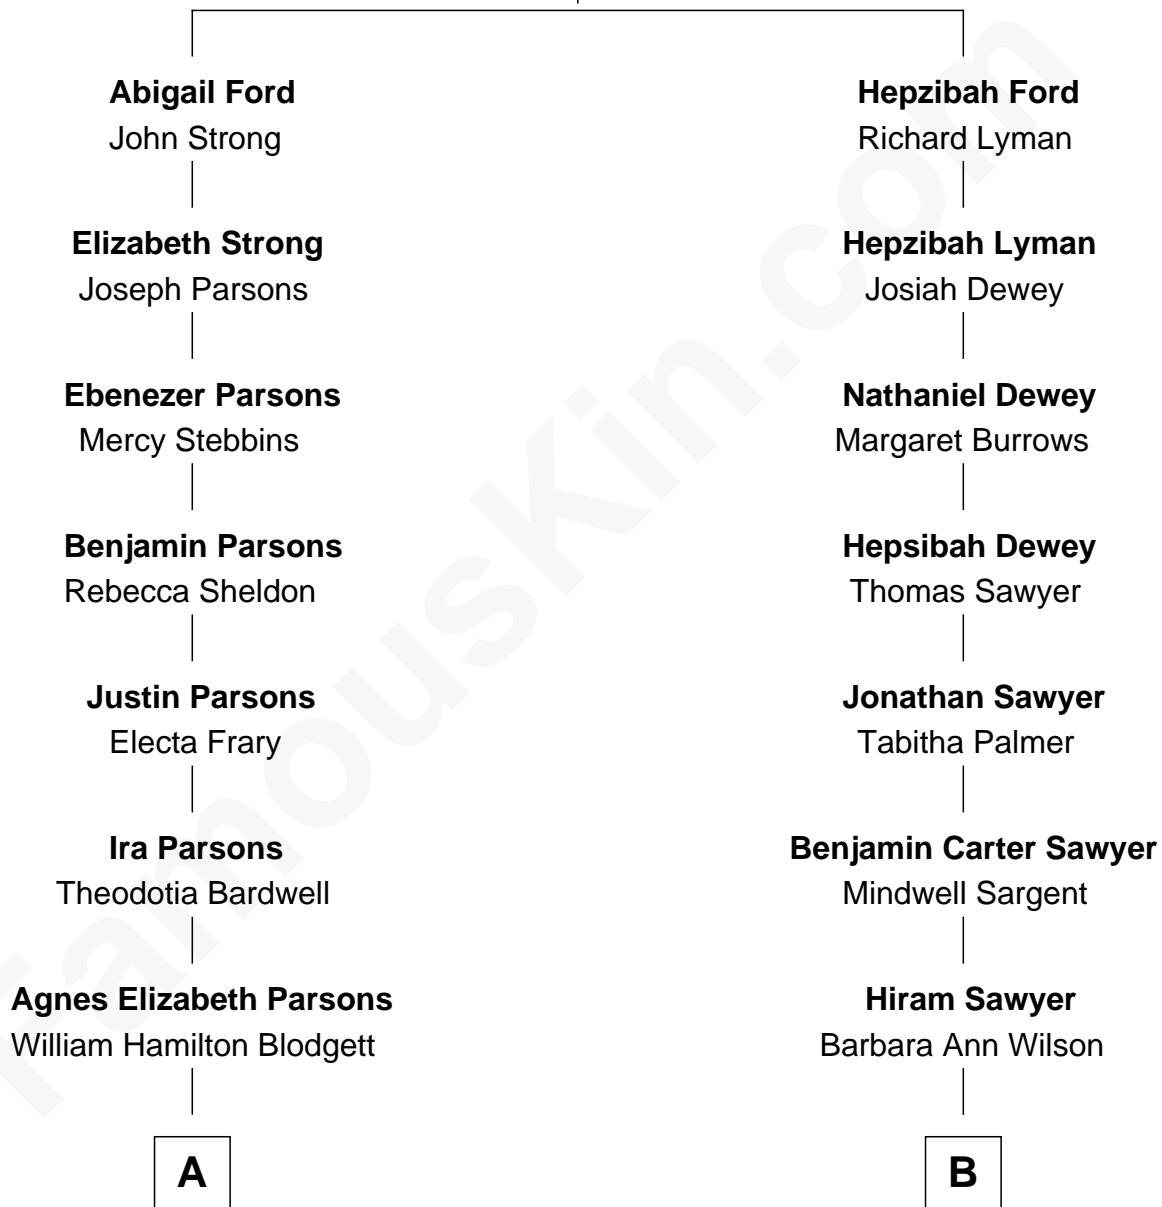 Abigail Ford
John Strong
Elizabeth Strong
Joseph Parsons
Ebenezer Parsons
Mercy Stebbins
Benjamin Parsons
Rebecca Sheldon
Justin Parsons
Electa Frary
Ira Parsons
Theodotia Bardwell
Agnes Elizabeth Parsons
William Hamilton Blodgett
A
Hepzibah Ford
Richard Lyman
Hepzibah Lyman
Josiah Dewey
Nathaniel Dewey
Margaret Burrows
Hepsibah Dewey
Thomas Sawyer
Jonathan Sawyer
Tabitha Palmer
Benjamin Carter Sawyer
Mindwell Sargent
Hiram Sawyer
Barbara Ann Wilson
B
FamousKin.com